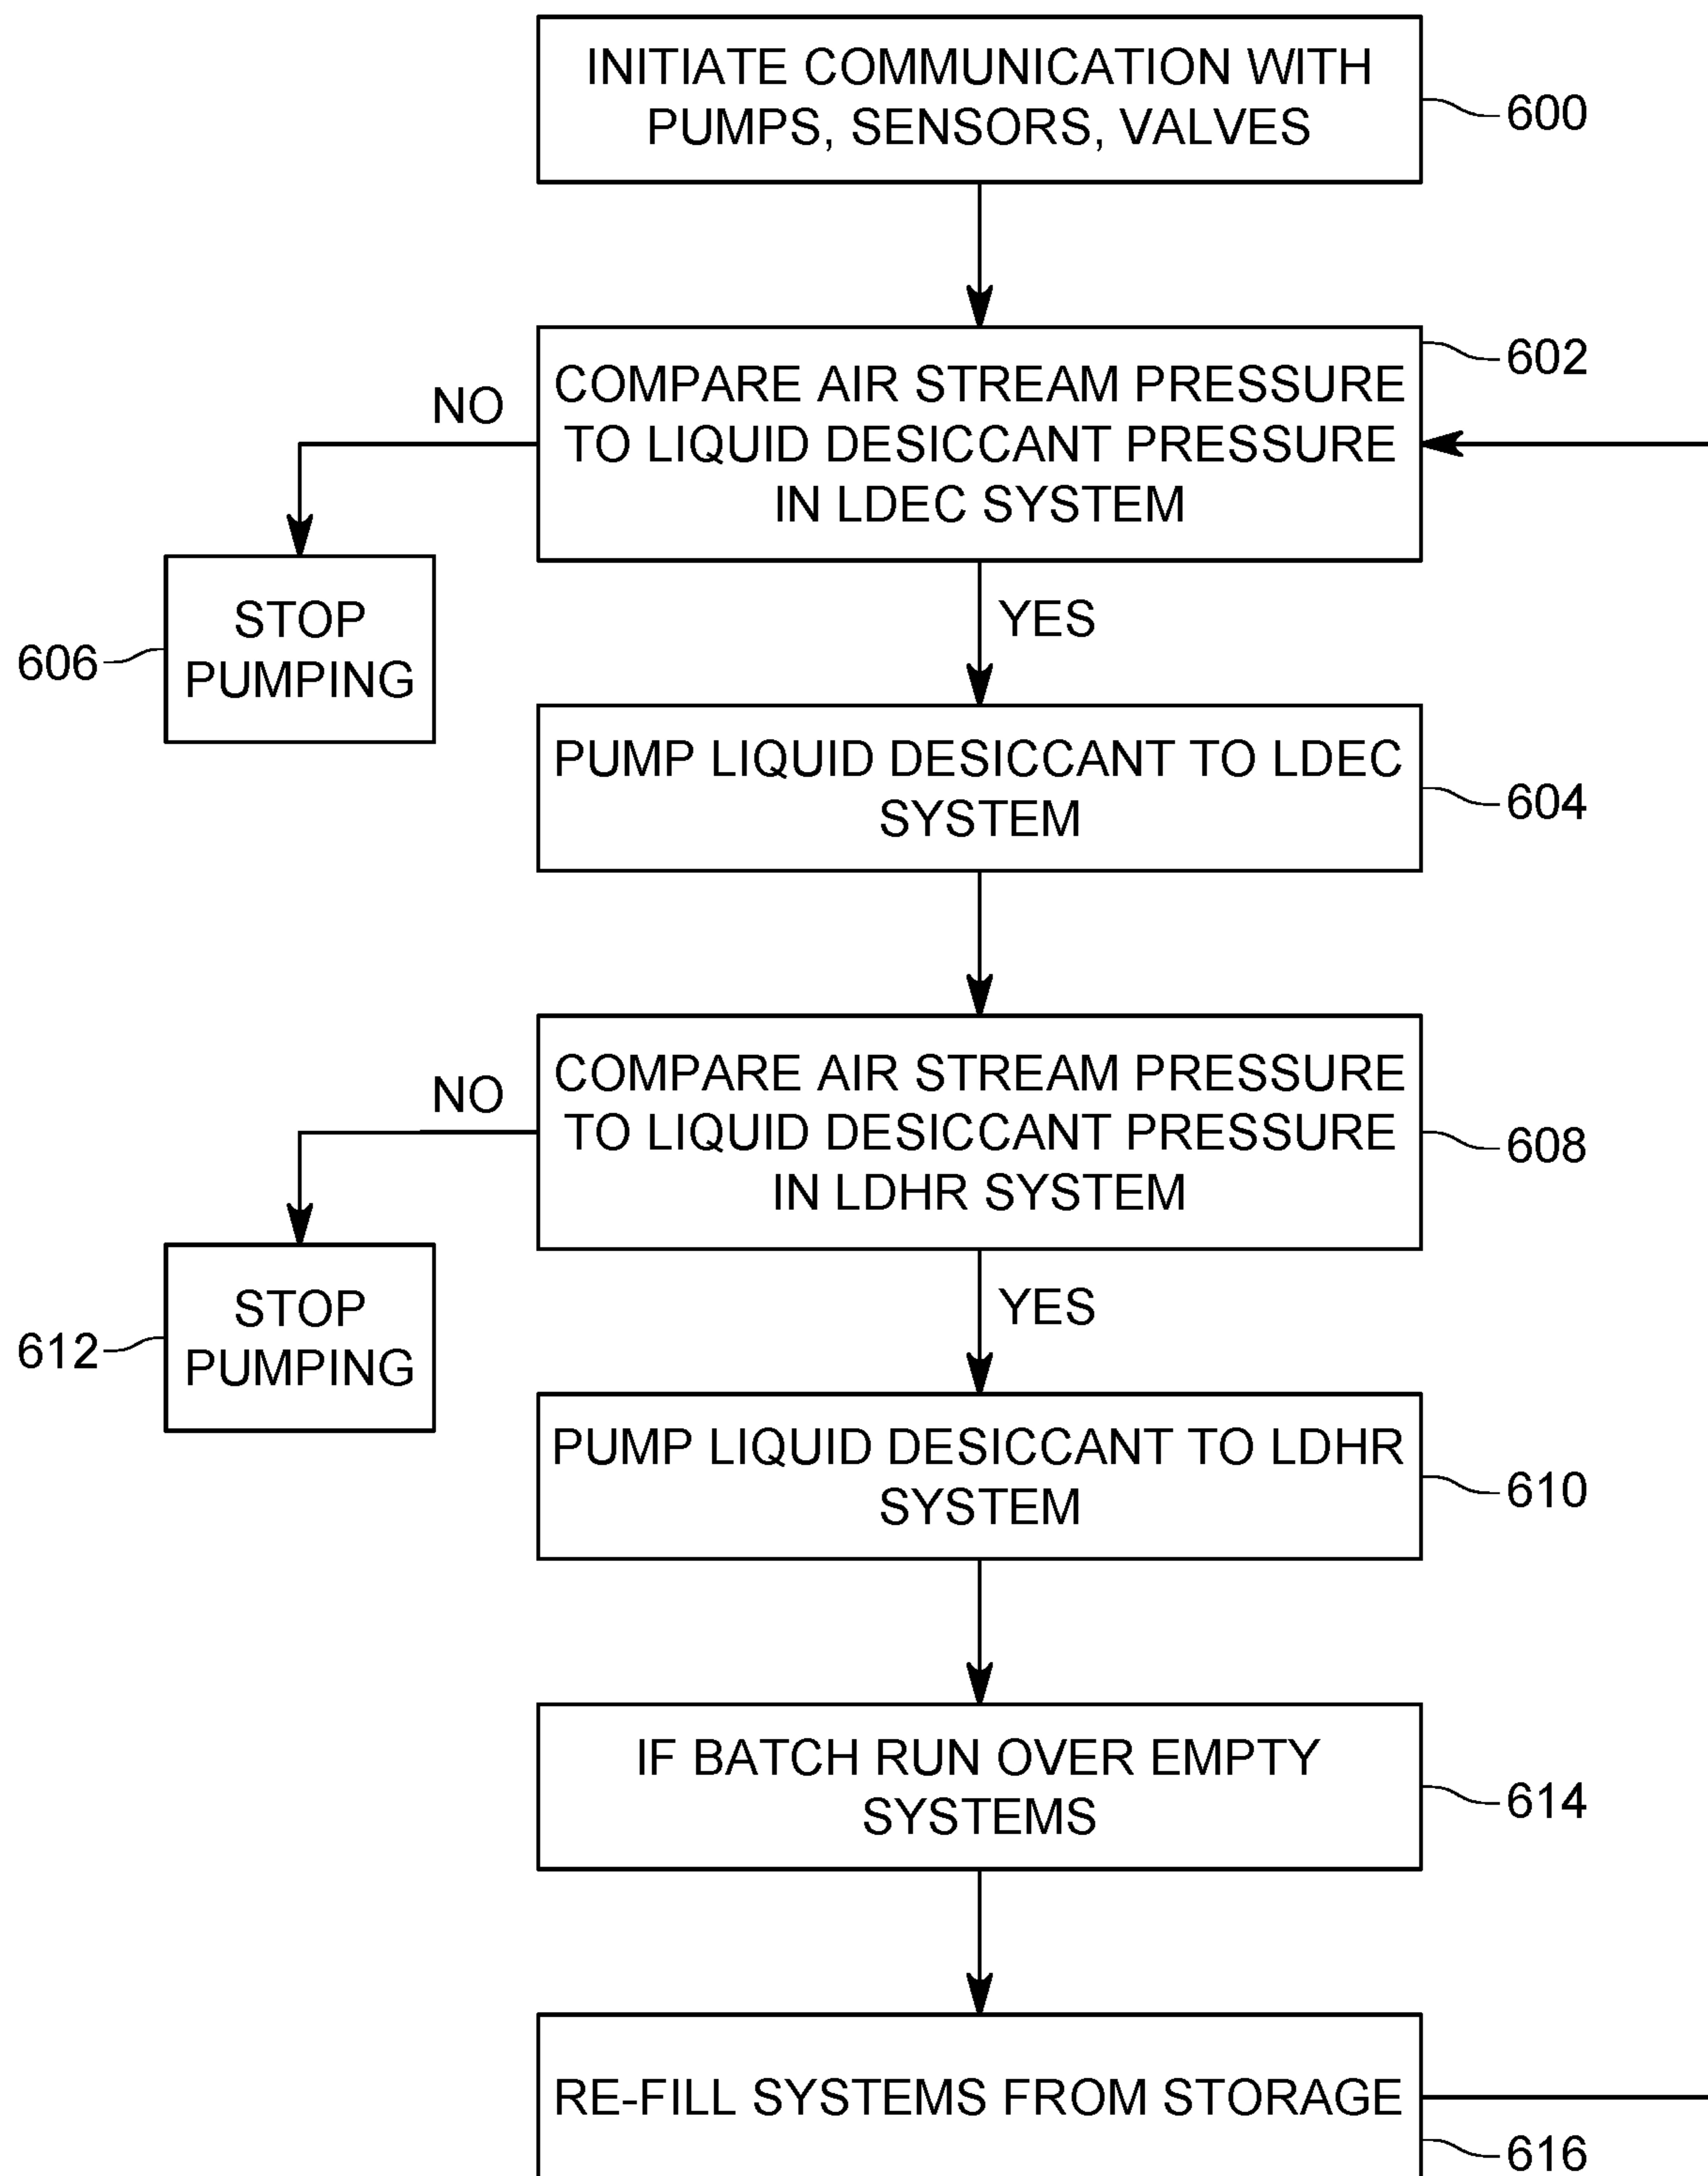 INITIATE COMMUNICATION WITH
PUMPS, SENSORS, VALVES
600
602
COMPARE AIR STREAM PRESSURE
TO LIQUID DESICCANT PRESSURE
IN LDEC SYSTEM
NO
YES
STOP
PUMPING
606
PUMP LIQUID DESICCANT TO LDEC
SYSTEM
604
COMPARE AIR STREAM PRESSURE
TO LIQUID DESICCANT PRESSURE
IN LDHR SYSTEM
608
NO
YES
STOP
PUMPING
612
PUMP LIQUID DESICCANT TO LDHR
SYSTEM
610
IF BATCH RUN OVER EMPTY
SYSTEMS
614
RE-FILL SYSTEMS FROM STORAGE
616